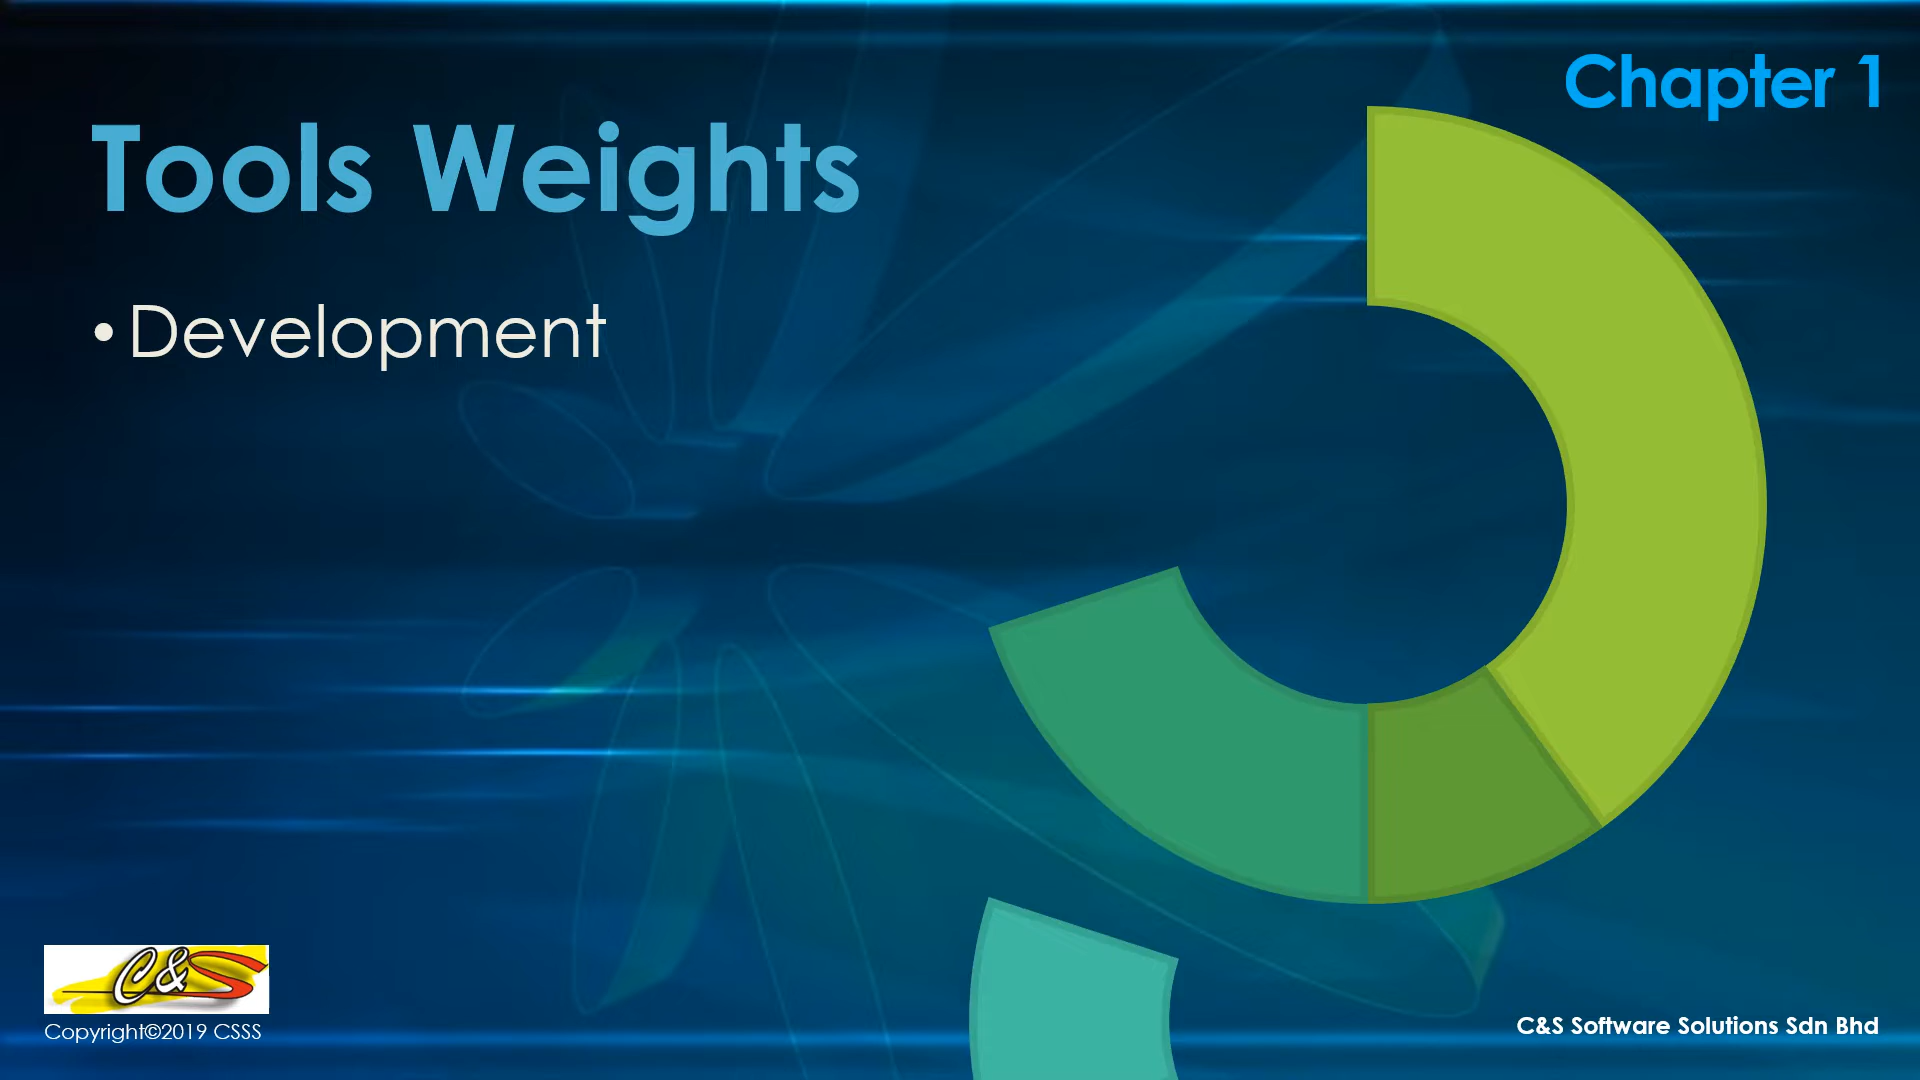 Chapter 1
Tools Weights
• Development
C&S
Copyright©2019 CSSS
C&S Software Solutions Sdn Bhd